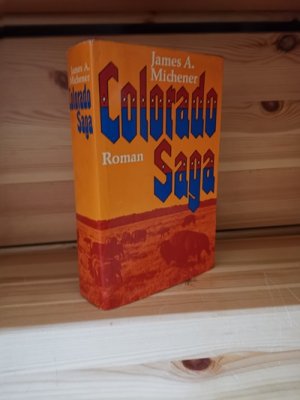 James A.
Michener
Colorado
Saga
Roman
James A.
Michener
Colorado
Saga